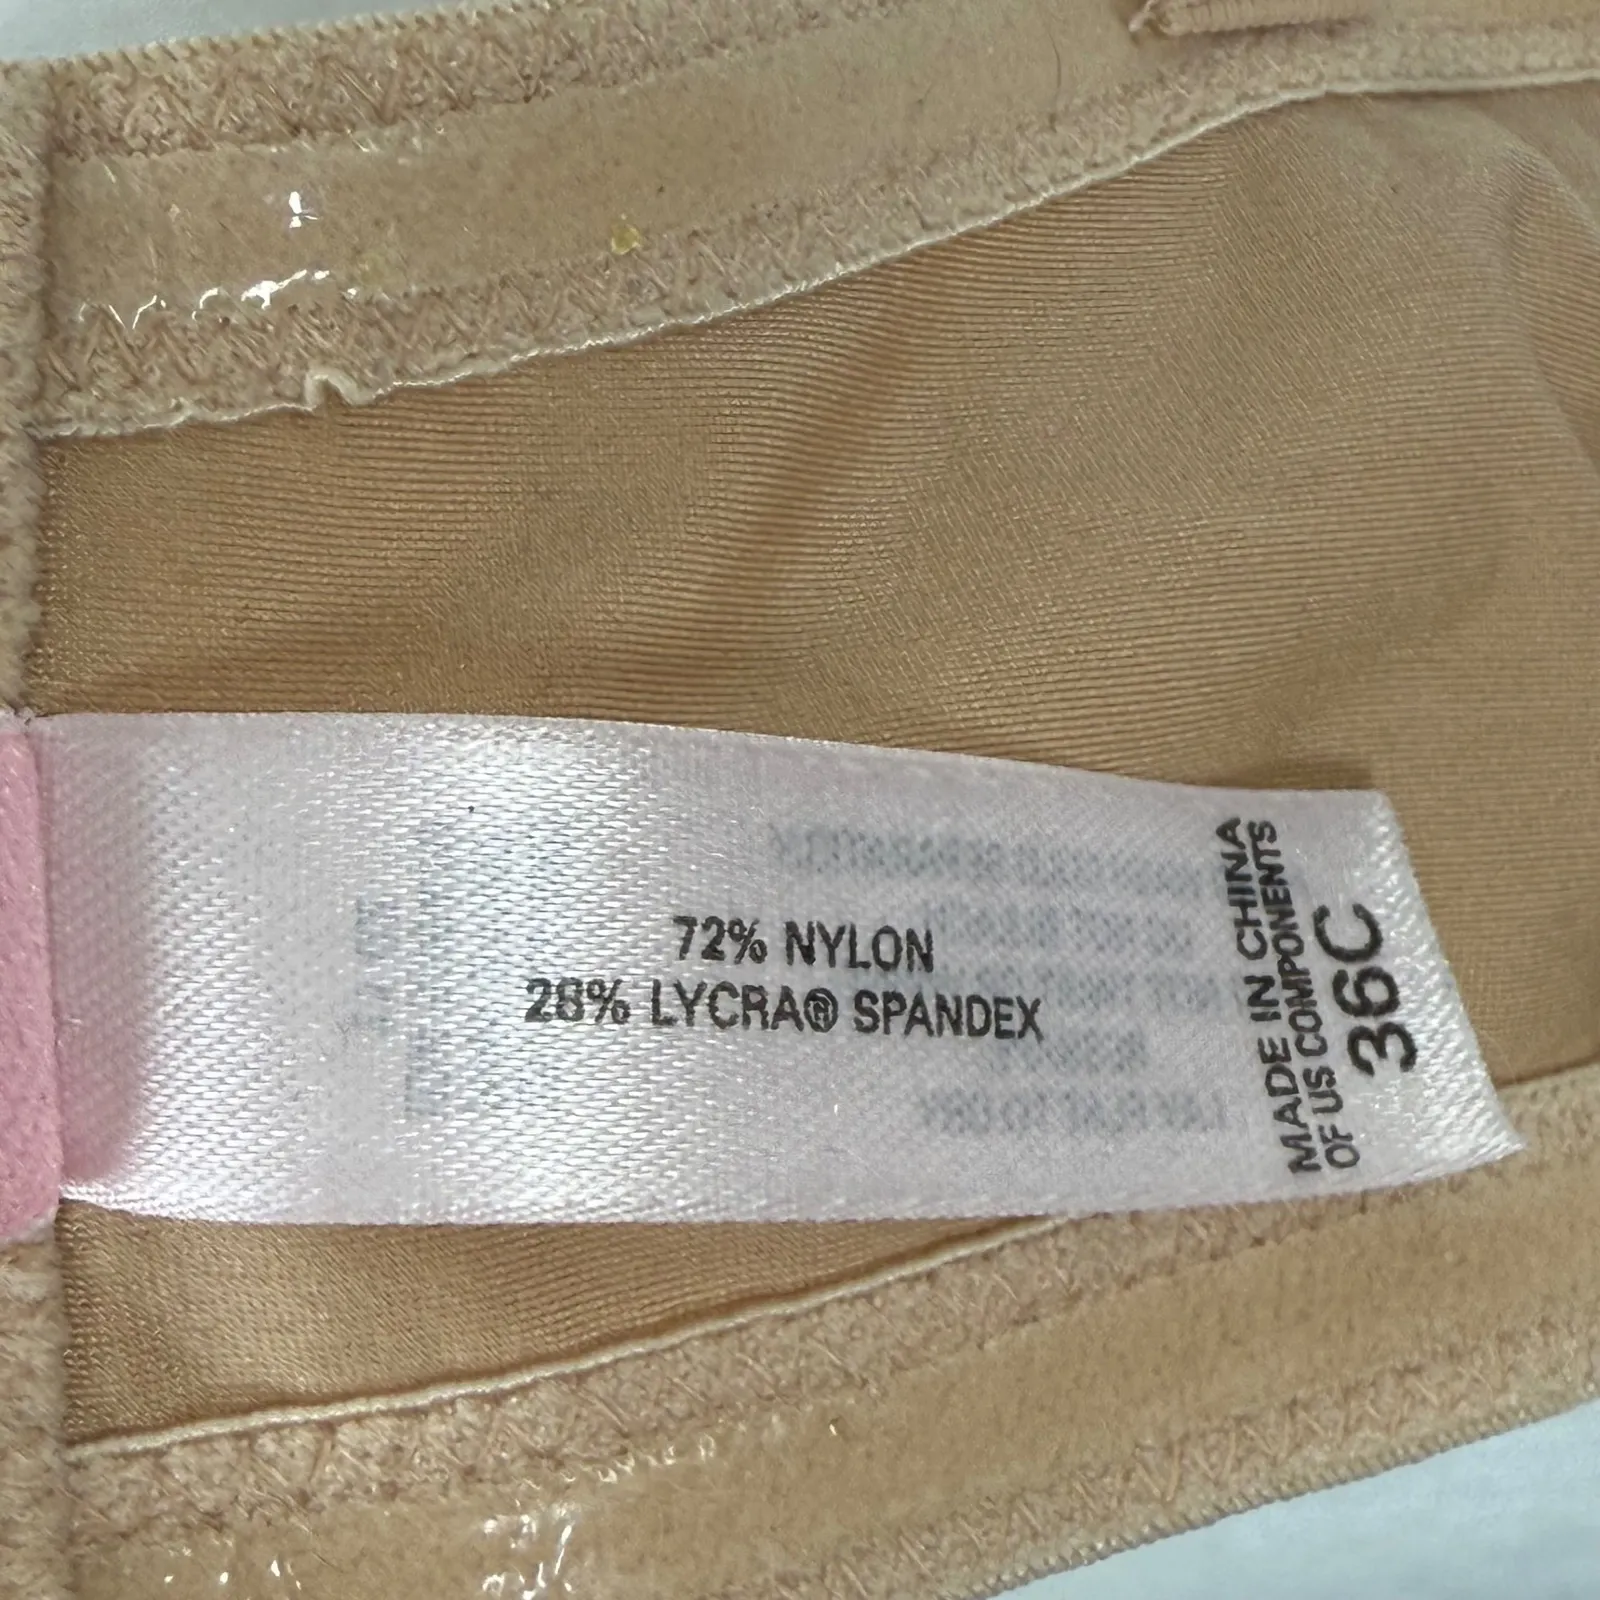 72% NYLON
28% LYCRA® SPANDEX
MADE IN CHINA
OF US COMPONENTS
36C